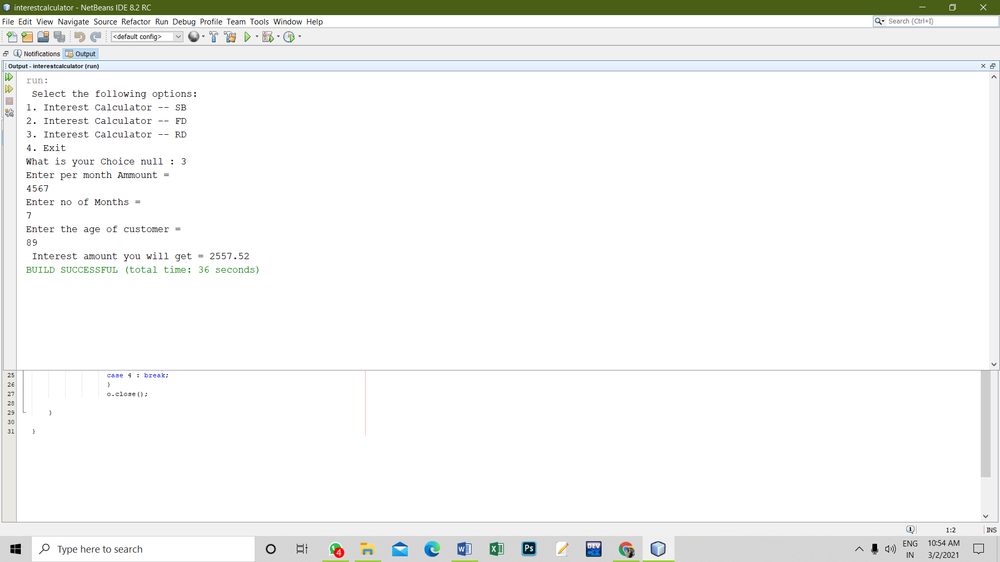 interestcalculator - NetBeans IDE 8.2 RC
File Edit View Navigate Source Refactor Run Debug Profile Team Tools Window Help
Search (Ctrl+I)
<default config>
Notifications Output
Output - interestcalculator (run)
run:
Select the following options:
1. Interest Calculator -- SB
2. Interest Calculator -- FD
3. Interest Calculator -- RD
4. Exit
What is your Choice null : 3
Enter per month Ammount =
4567
Enter no of Months =
7
Enter the age of customer =
89
Interest amount you will get = 2557.52
BUILD SUCCESSFUL (total time: 36 seconds)
25 case 4 : break;
26 }
27 o.close();
28
29 }
30
31 }
1:2 INS
Type here to search
4
Ps
DEV C++
ENG
IN
10:54 AM
3/2/2021